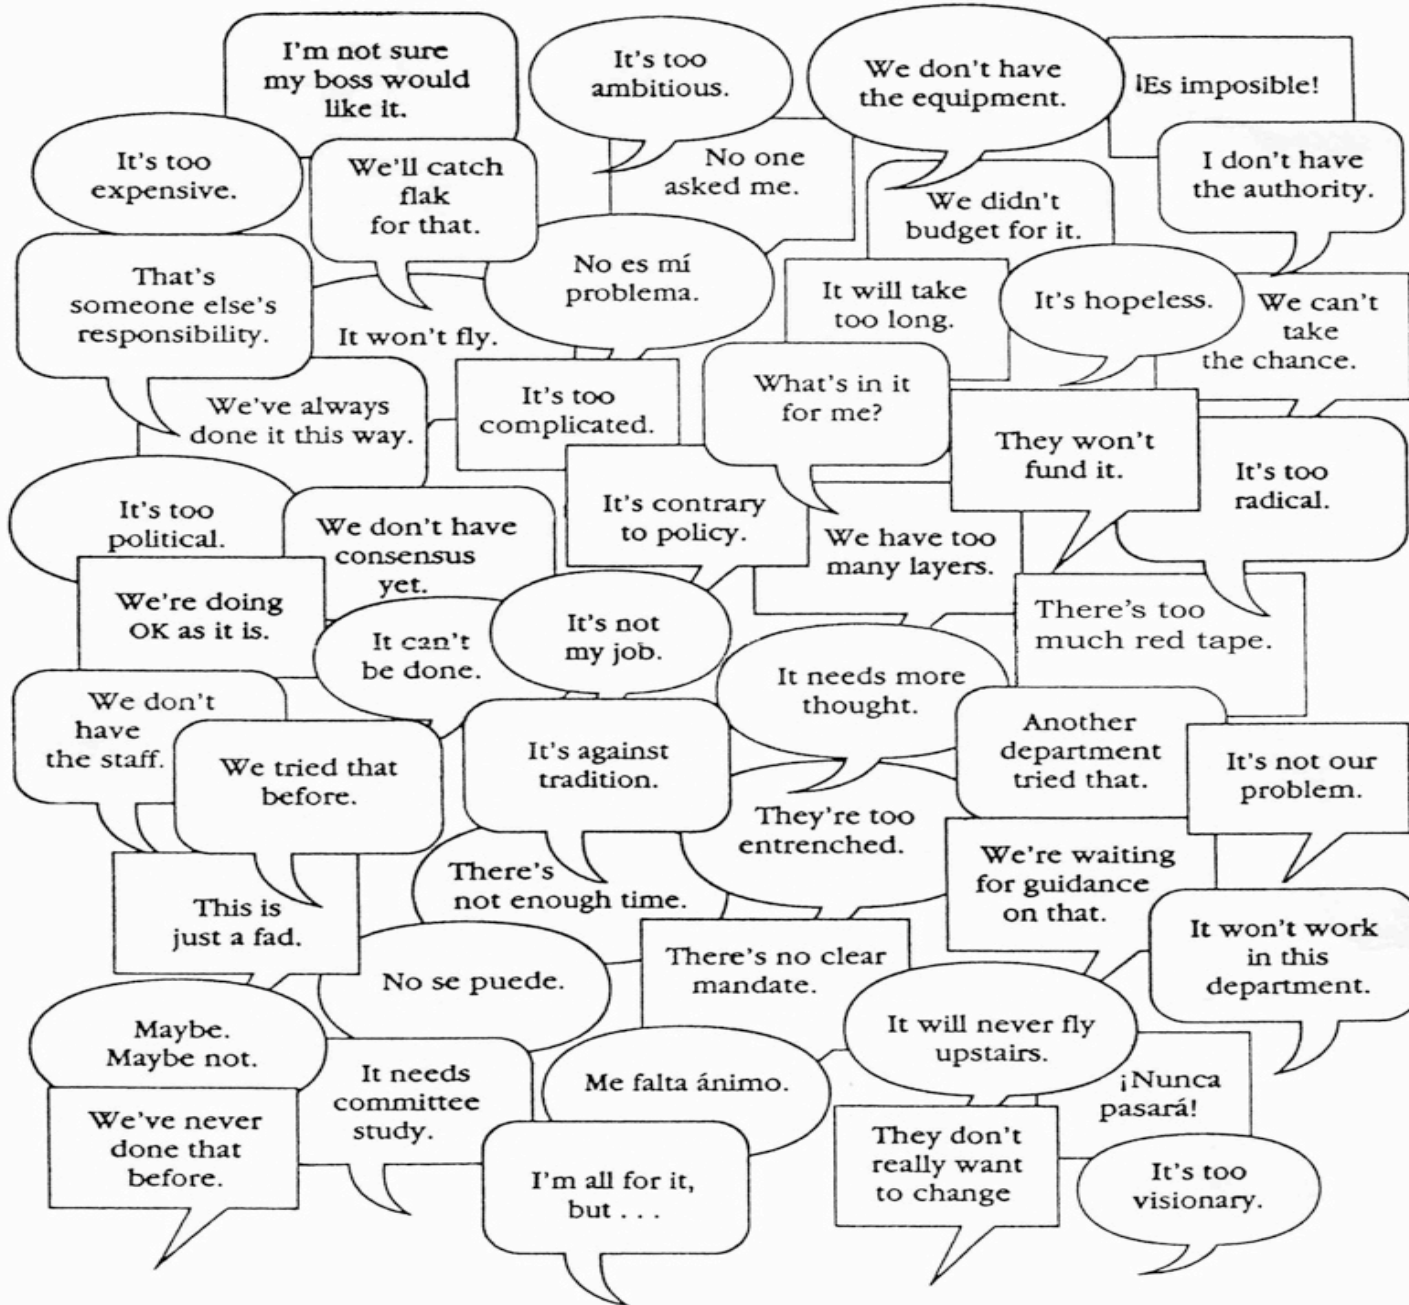 I'm not sure
my boss would
like it.
It's too
ambitious.
We don't have
the equipment.
¡Es imposible!
It's too
expensive.
We'll catch
flak
for that.
No one
asked me.
We didn't
budget for it.
I don't have
the authority.
That's
someone else's
responsibility.
It won't fly.
No es mí
problema.
It will take
too long.
It's hopeless.
We can't
take
the chance.
We've always
done it this way.
It's too
complicated.
What's in it
for me?
They won't
fund it.
It's too
radical.
It's too
political.
We don't have
consensus
yet.
It's contrary
to policy.
We have too
many layers.
We're doing
OK as it is.
It can't
be done.
It's not
my job.
It needs more
thought.
There's too
much red tape.
We don't
have
the staff.
We tried that
before.
It's against
tradition.
They're too
entrenched.
Another
department
tried that.
It's not our
problem.
This is
just a fad.
There's
not enough time.
We're waiting
for guidance
on that.
It won't work
in this
department.
No se puede.
There's no clear
mandate.
Maybe.
Maybe not.
It needs
committee
study.
Me falta ánimo.
It will never fly
upstairs.
¡Nunca
pasará!
We've never
done that
before.
I'm all for it,
but . . .
They don't
really want
to change
It's too
visionary.